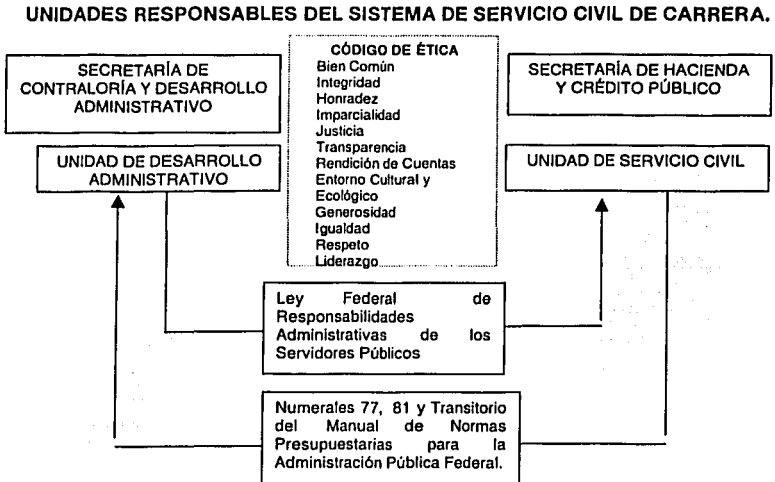 UNIDADES RESPONSABLES DEL SISTEMA DE SERVICIO CIVIL DE CARRERA.
SECRETARÍA DE
CONTRALORÍA Y DESARROLLO
ADMINISTRATIVO
UNIDAD DE DESARROLLO
ADMINISTRATIVO
CÓDIGO DE ÉTICA
Bien Común
Integridad
Honradez
Imparcialidad
Justicia
Transparencia
Rendición de Cuentas
Entorno Cultural y
Ecológico
Generosidad
Igualdad
Respeto
Liderazgo
SECRETARÍA DE HACIENDA
Y CRÉDITO PÚBLICO
UNIDAD DE SERVICIO CIVIL
Ley Federal de
Responsabilidades
Administrativas de los
Servidores Públicos
Numerales 77, 81 y Transitorio
del Manual de Normas
Presupuestarias para la
Administración Pública Federal.